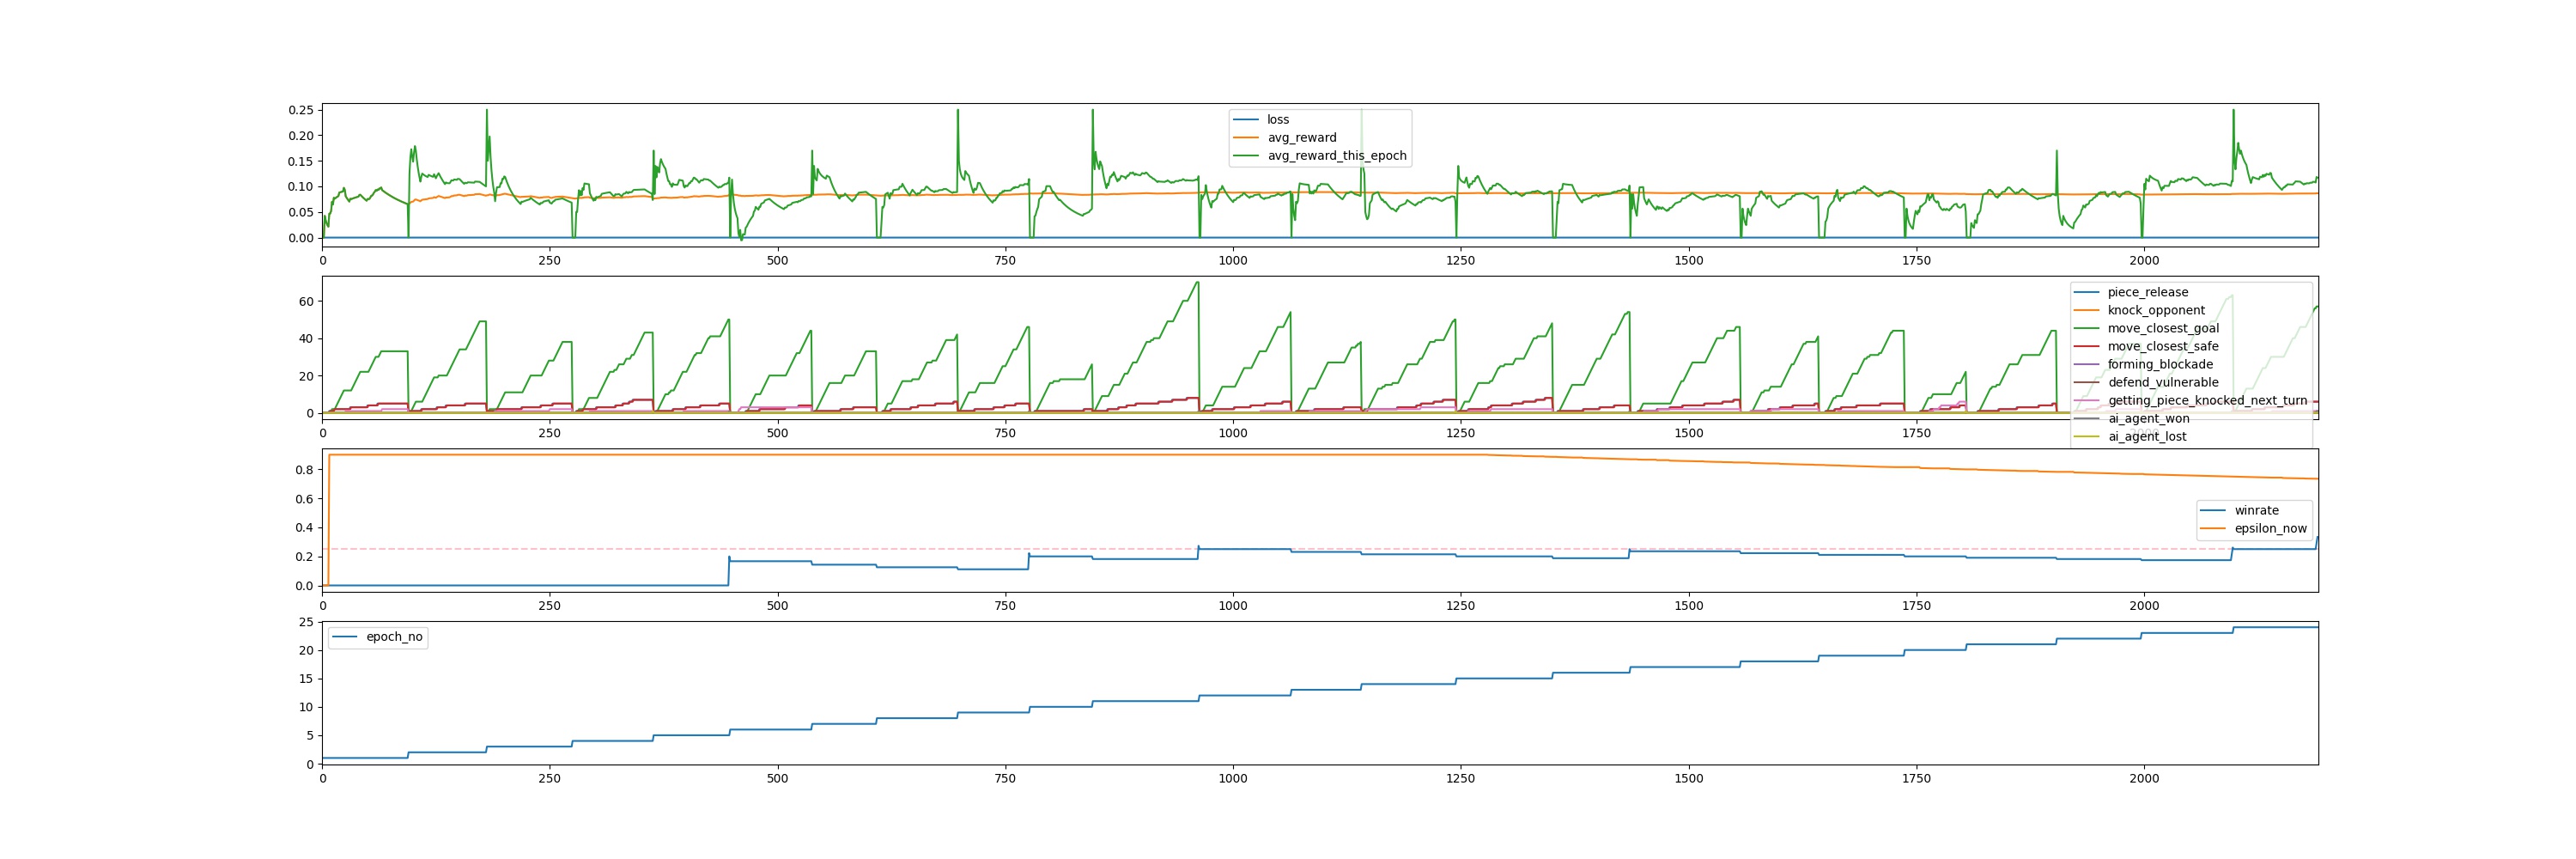 0.25
0.20
0.15
0.10
0.05
0.00
loss
avg_reward
avg_reward_this_epoch
0 250 500 750 1000 1250 1500 1750 2000
60
40
20
0
piece_release
knock_opponent
move_closest_goal
move_closest_safe
forming_blockade
defend_vulnerable
getting_piece_knocked_next_turn
ai_agent_won
ai_agent_lost
0 250 500 750 1000 1250 1500 1750 2000
0.8
0.6
0.4
0.2
0.0
winrate
epsilon_now
0 250 500 750 1000 1250 1500 1750 2000
25
20
15
10
5
0
epoch_no
0 250 500 750 1000 1250 1500 1750 2000